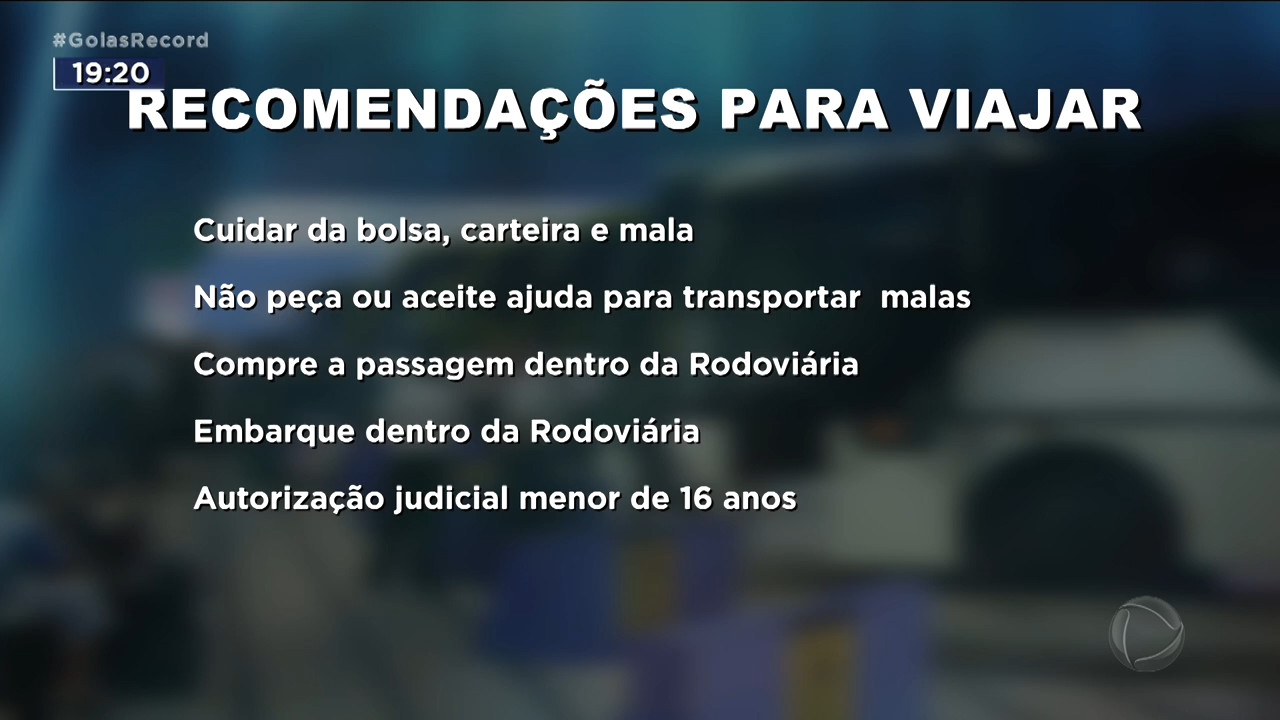 #GoIasRecord
19:20
RECOMENDAÇÕES PARA VIAJAR
Cuidar da bolsa, carteira e mala
Não peça ou aceite ajuda para transportar malas
Compre a passagem dentro da Rodoviária
Embarque dentro da Rodoviária
Autorização judicial menor de 16 anos